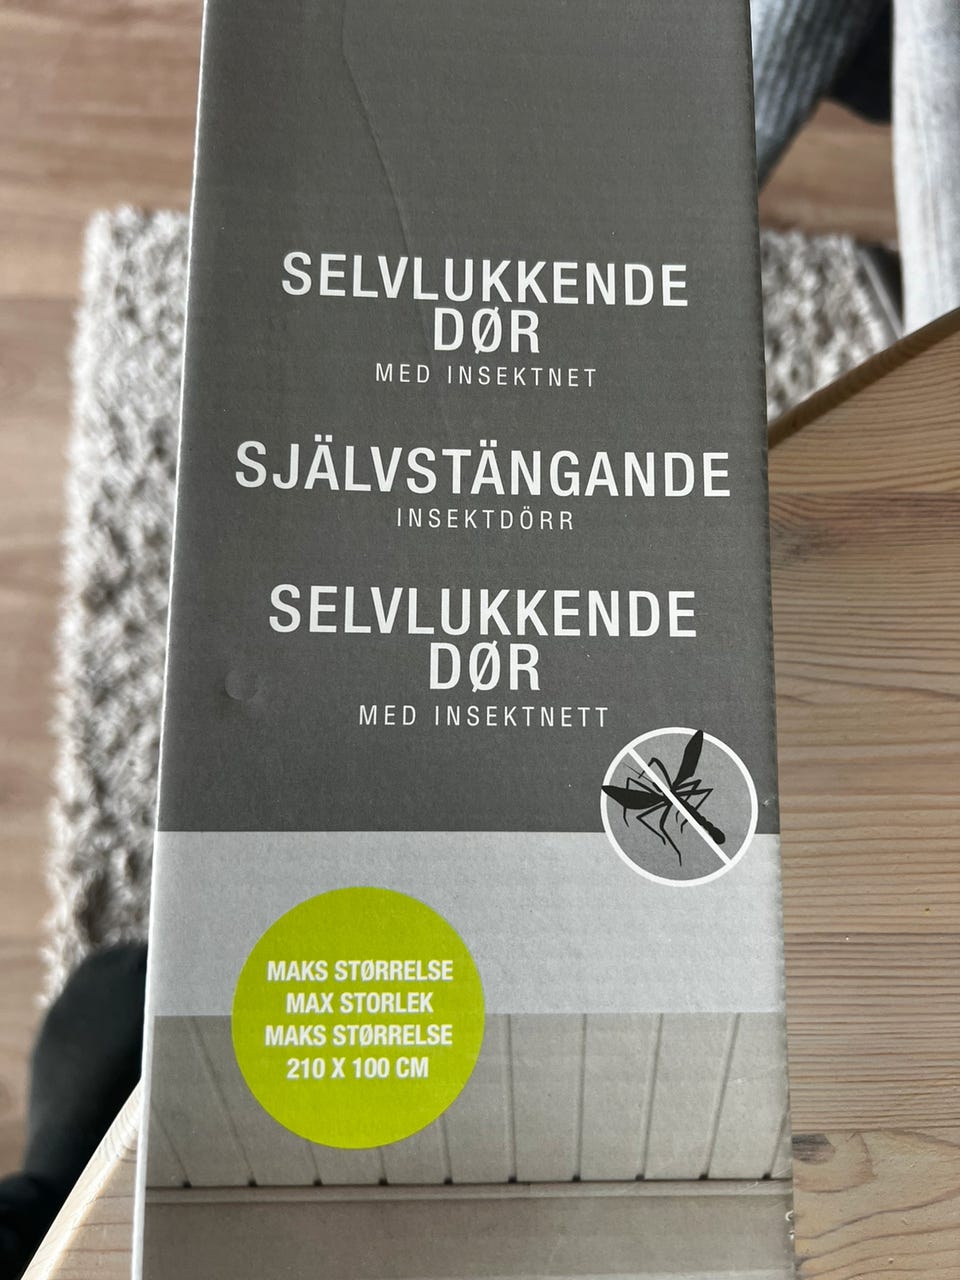 SELVLUKKENDE
DØR
MED INSEKTNET
SJÄLVSTÄNGANDE
INSEKTDÖRR
SELVLUKKENDE
DØR
MED INSEKTNETT
MAKS STØRRELSE
MAX STORLEK
MAKS STØRRELSE
210 X 100 CM